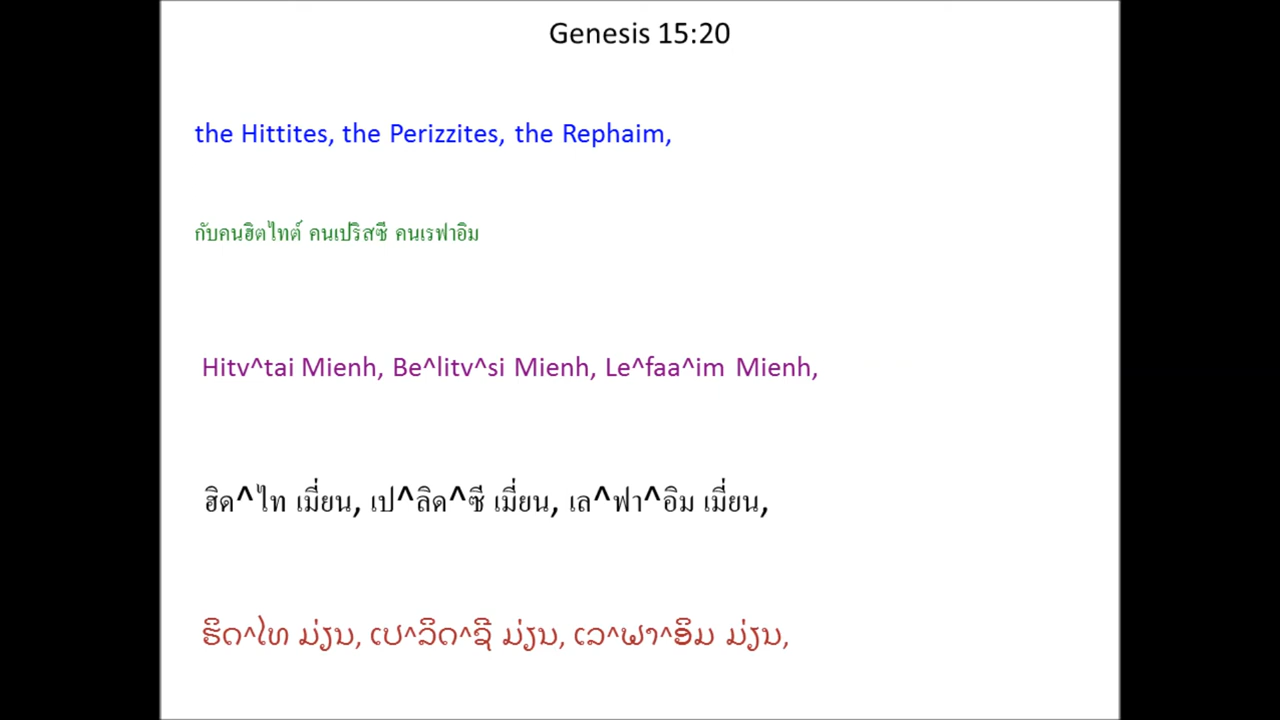 Genesis 15:20
the Hittites, the Perizzites, the Rephaim,
กับคนฮิตไทต์ คนเปริสซี คนเรฟาอิม
Hitv^tai Mienh, Be^litv^si Mienh, Le^faa^im Mienh,
ฮิด^ไท เมี่ยน, เป^ลิด^ซี เมี่ยน, เล^ฟา^อิม เมี่ยน,
ຮິດ^ໄທ ມ່ຽນ, ເປ^ລິດ^ຊີ ມ່ຽນ, ເລ^ຟາ^ອິມ ມ່ຽນ,